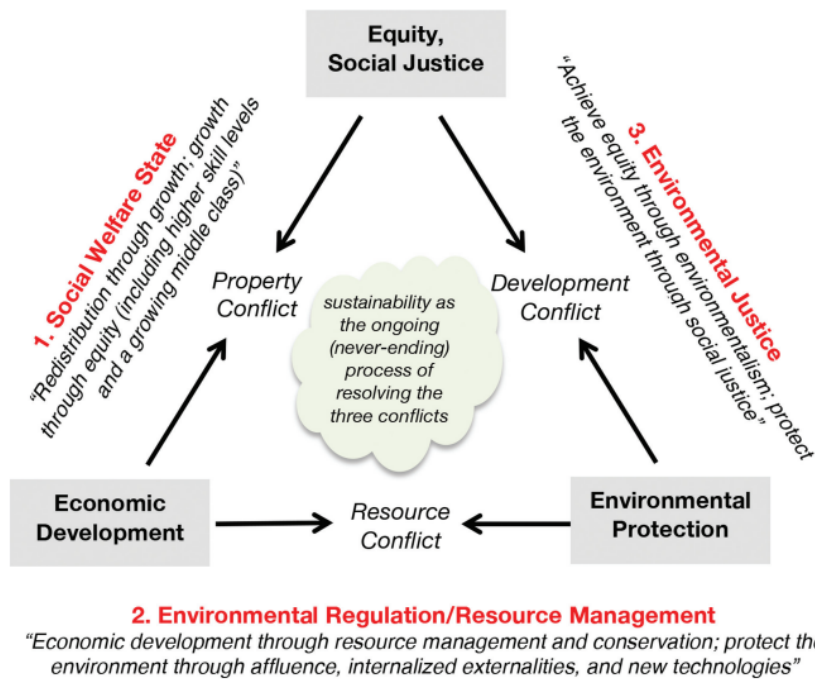 Equity,
Social Justice
1. Social Welfare State
“Redistribution through growth; growth
through equity (including higher skill levels
and a growing middle class)”
3. Environmental Justice
“Achieve equity through environmentalism; protect
the environment through social justice”
Property
Conflict
Development
Conflict
sustainability as
the ongoing
(never-ending)
process of
resolving the
three conflicts
Economic
Development
Resource
Conflict
Environmental
Protection
2. Environmental Regulation/Resource Management
“Economic development through resource management and conservation; protect the
environment through affluence, internalized externalities, and new technologies”